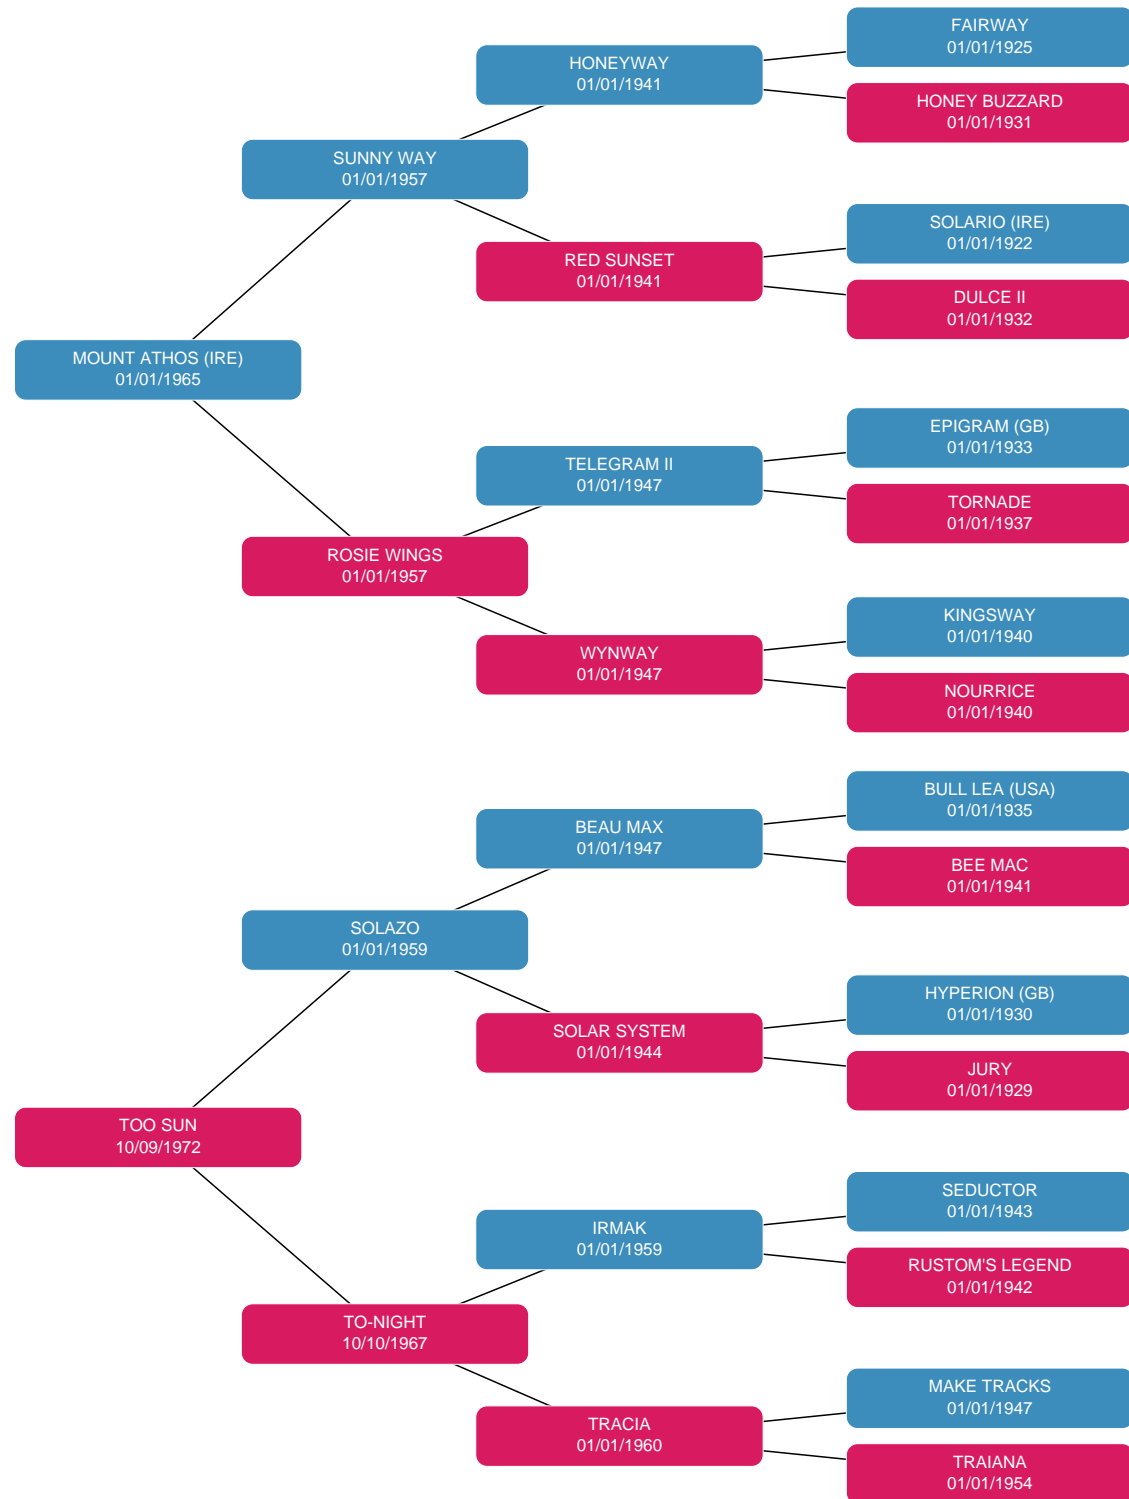 FAIRWAY
01/01/1925
HONEYWAY
01/01/1941
HONEY BUZZARD
01/01/1931
SUNNY WAY
01/01/1957
SOLARIO (IRE)
01/01/1922
RED SUNSET
01/01/1941
DULCE II
01/01/1932
MOUNT ATHOS (IRE)
01/01/1965
EPIGRAM (GB)
01/01/1933
TELEGRAM II
01/01/1947
TORNADE
01/01/1937
ROSIE WINGS
01/01/1957
KINGSWAY
01/01/1940
WYNWAY
01/01/1947
NOURRICE
01/01/1940
BULL LEA (USA)
01/01/1935
BEAU MAX
01/01/1947
BEE MAC
01/01/1941
SOLAZO
01/01/1959
HYPERION (GB)
01/01/1930
SOLAR SYSTEM
01/01/1944
JURY
01/01/1929
TOO SUN
10/09/1972
SEDUCTOR
01/01/1943
IRMAK
01/01/1959
RUSTOM'S LEGEND
01/01/1942
TO-NIGHT
10/10/1967
MAKE TRACKS
01/01/1947
TRACIA
01/01/1960
TRAIANA
01/01/1954